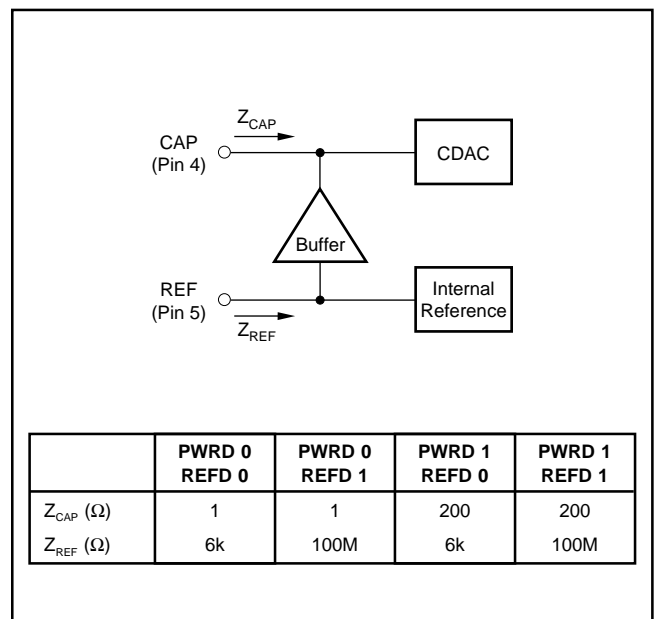 Z_CAP
CAP
(Pin 4)
CDAC
Buffer
REF
(Pin 5)
Z_REF
Internal
Reference
PWRD 0 PWRD 0 PWRD 1 PWRD 1
REFD 0 REFD 1 REFD 0 REFD 1
Z_CAP (Ω) 1 1 200 200
Z_REF (Ω) 6k 100M 6k 100M